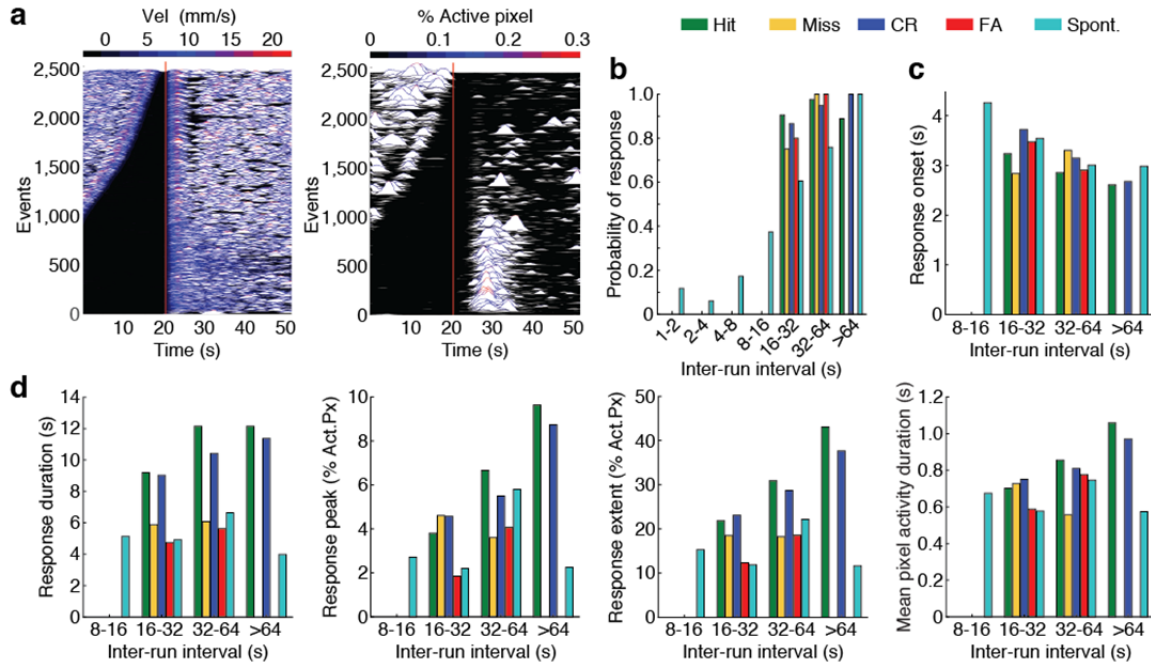 a
Vel (mm/s)
0 5 10 15 20
% Active pixel
0 0.1 0.2 0.3
Hit Miss CR FA Spont.
2,500
2,000
1,500
1,000
500
0
Events
10 20 30 40 50
Time (s)
2,500
2,000
1,500
1,000
500
0
Events
10 20 30 40 50
Time (s)
b
1.0
0.8
0.6
0.4
0.2
0
Probability of response
1-2 2-4 4-8 8-16 16-32 32-64 >64
Inter-run interval (s)
c
4
3
2
0
Response onset (s)
8-16 16-32 32-64 >64
Inter-run interval (s)
d
14
12
10
8
6
4
2
0
Response duration (s)
8-16 16-32 32-64 >64
Inter-run interval (s)
10
8
6
4
2
0
Response peak (% Act.Px)
8-16 16-32 32-64 >64
Inter-run interval (s)
50
40
30
20
10
0
Response extent (% Act.Px)
8-16 16-32 32-64 >64
Inter-run interval (s)
1.2
1.0
0.8
0.6
0.4
0.2
0
Mean pixel activity duration (s)
8-16 16-32 32-64 >64
Inter-run interval (s)